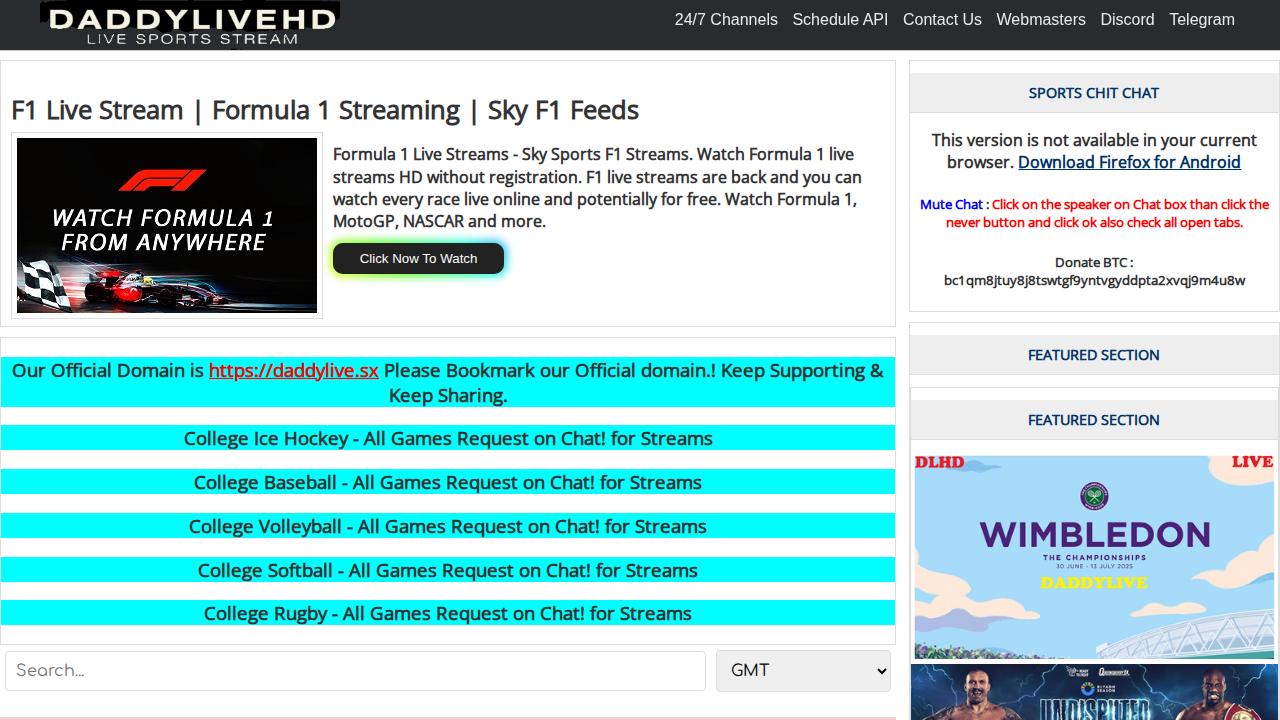 DADDYLIVEHD
LIVE SPORTS STREAM
24/7 Channels Schedule API Contact Us Webmasters Discord Telegram
F1 Live Stream | Formula 1 Streaming | Sky F1 Feeds
WATCH FORMULA 1
FROM ANYWHERE
Formula 1 Live Streams - Sky Sports F1 Streams. Watch Formula 1 live
streams HD without registration. F1 live streams are back and you can
watch every race live online and potentially for free. Watch Formula 1,
MotoGP, NASCAR and more.
Click Now To Watch
Our Official Domain is https://daddylive.sx Please Bookmark our Official domain.! Keep Supporting &
Keep Sharing.
College Ice Hockey - All Games Request on Chat! for Streams
College Baseball - All Games Request on Chat! for Streams
College Volleyball - All Games Request on Chat! for Streams
College Softball - All Games Request on Chat! for Streams
College Rugby - All Games Request on Chat! for Streams
Search...
GMT
SPORTS CHIT CHAT
This version is not available in your current
browser. Download Firefox for Android
Mute Chat : Click on the speaker on Chat box than click the
never button and click ok also check all open tabs.
Donate BTC :
bc1qm8jtuy8j8tswtgf9yntvgyddpta2xvqj9m4u8w
FEATURED SECTION
FEATURED SECTION
DLHD LIVE
WIMBLEDON
THE CHAMPIONSHIPS
30 JUNE - 13 JULY 2025
DADDYLIVE
RIYADH
SEASON
UNDISPUTED